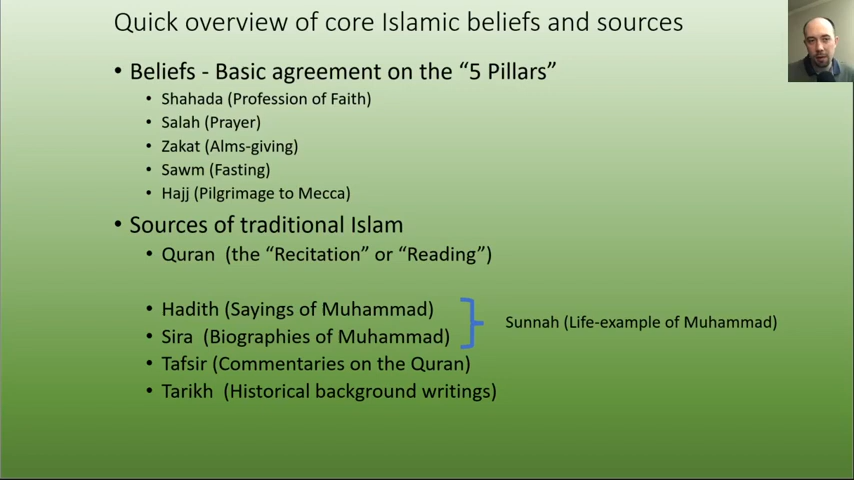 Quick overview of core Islamic beliefs and sources
• Beliefs - Basic agreement on the “5 Pillars”
• Shahada (Profession of Faith)
• Salah (Prayer)
• Zakat (Alms-giving)
• Sawm (Fasting)
• Hajj (Pilgrimage to Mecca)
• Sources of traditional Islam
• Quran (the “Recitation” or “Reading”)
• Hadith (Sayings of Muhammad)
• Sira (Biographies of Muhammad)
Sunnah (Life-example of Muhammad)
• Tafsir (Commentaries on the Quran)
• Tarikh (Historical background writings)